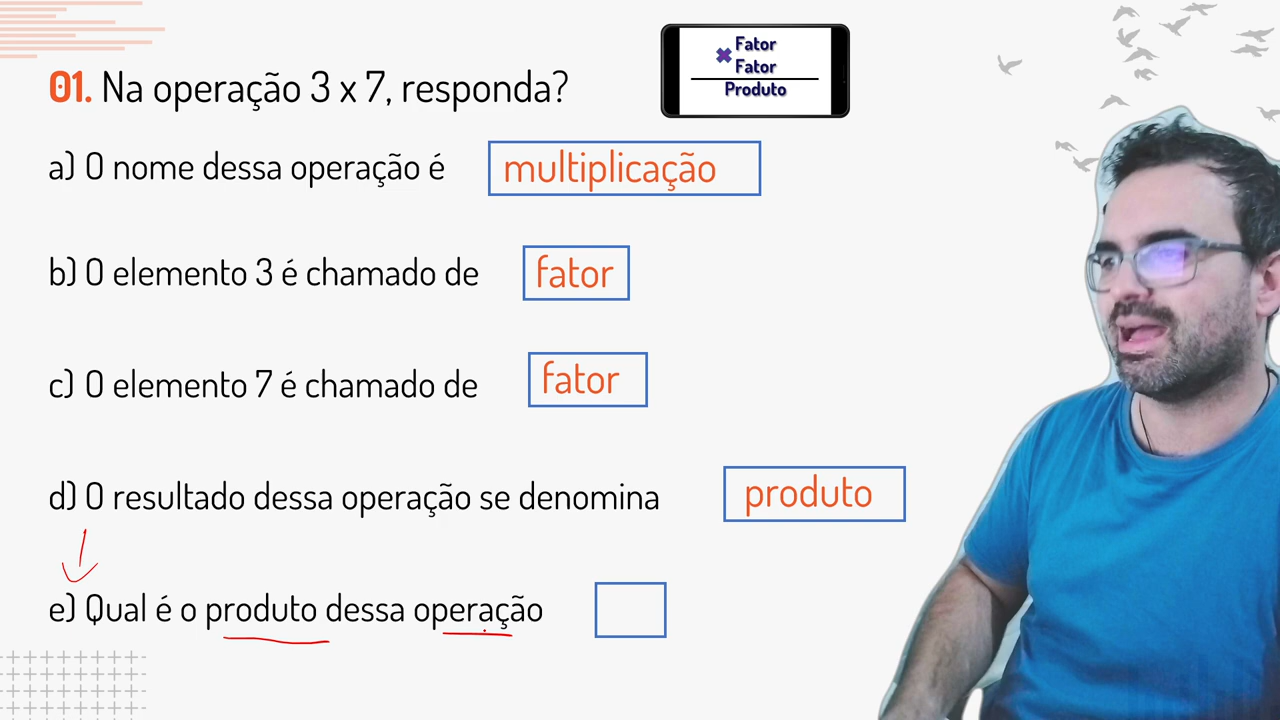 01. Na operação 3 x 7, responda?
✖ Fator
Fator
Produto
a) O nome dessa operação é multiplicação
b) O elemento 3 é chamado de fator
c) O elemento 7 é chamado de fator
d) O resultado dessa operação se denomina produto
e) Qual é o produto dessa operação